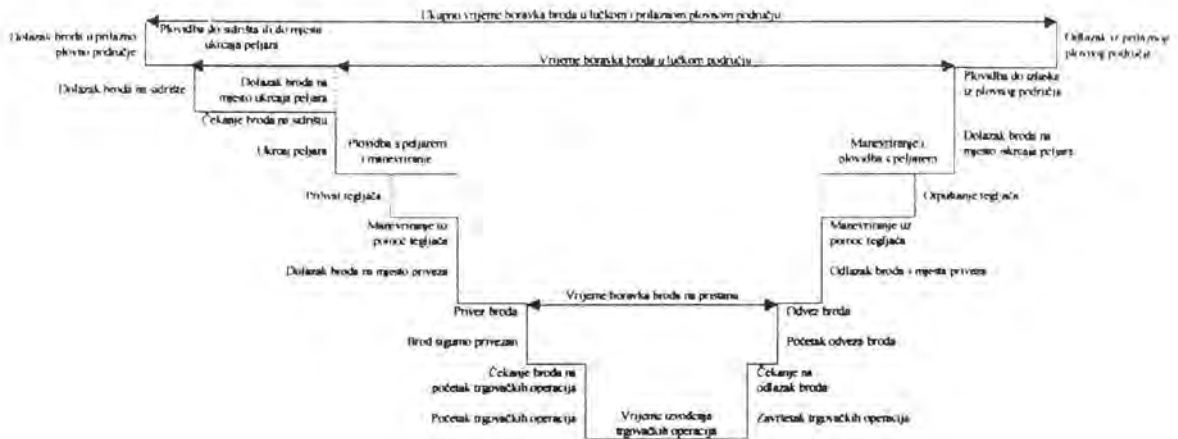 Ukupno vrijeme boravka broda u lučkom i prilaznom plovnom području
Dolazak broda u prilazno
plovno područje
Plovidba do sidrišta ili do mjesta
ukrcaja peljara
Odlazak iz prilaznog
plovnog područja
Vrijeme boravka broda u lučkom području
Dolazak broda na sidrište
Dolazak broda na
mjesto ukrcaja peljara
Plovidba do izlaska
iz plovnog područja
Čekanje broda na sidrištu
Ukrcaj peljara
Plovidba s peljarom
i manevriranje
Manevriranje i
plovidba s peljarom
Dolazak broda na
mjesto iskrcaja peljara
Prihvat tegljača
Otpuštanje tegljača
Manevriranje uz
pomoć tegljača
Manevriranje uz
pomoć tegljača
Dolazak broda na mjesto priveza
Odlazak broda s mjesta priveza
Vrijeme boravka broda na pristanu
Privez broda
Odvez broda
Brod sigurno privezan
Početak odveza broda
Čekanje broda na
početak trgovačkih operacija
Čekanje na
odlazak broda
Početak trgovačkih operacija
Vrijeme izvođenja
trgovačkih operacija
Završetak trgovačkih operacija